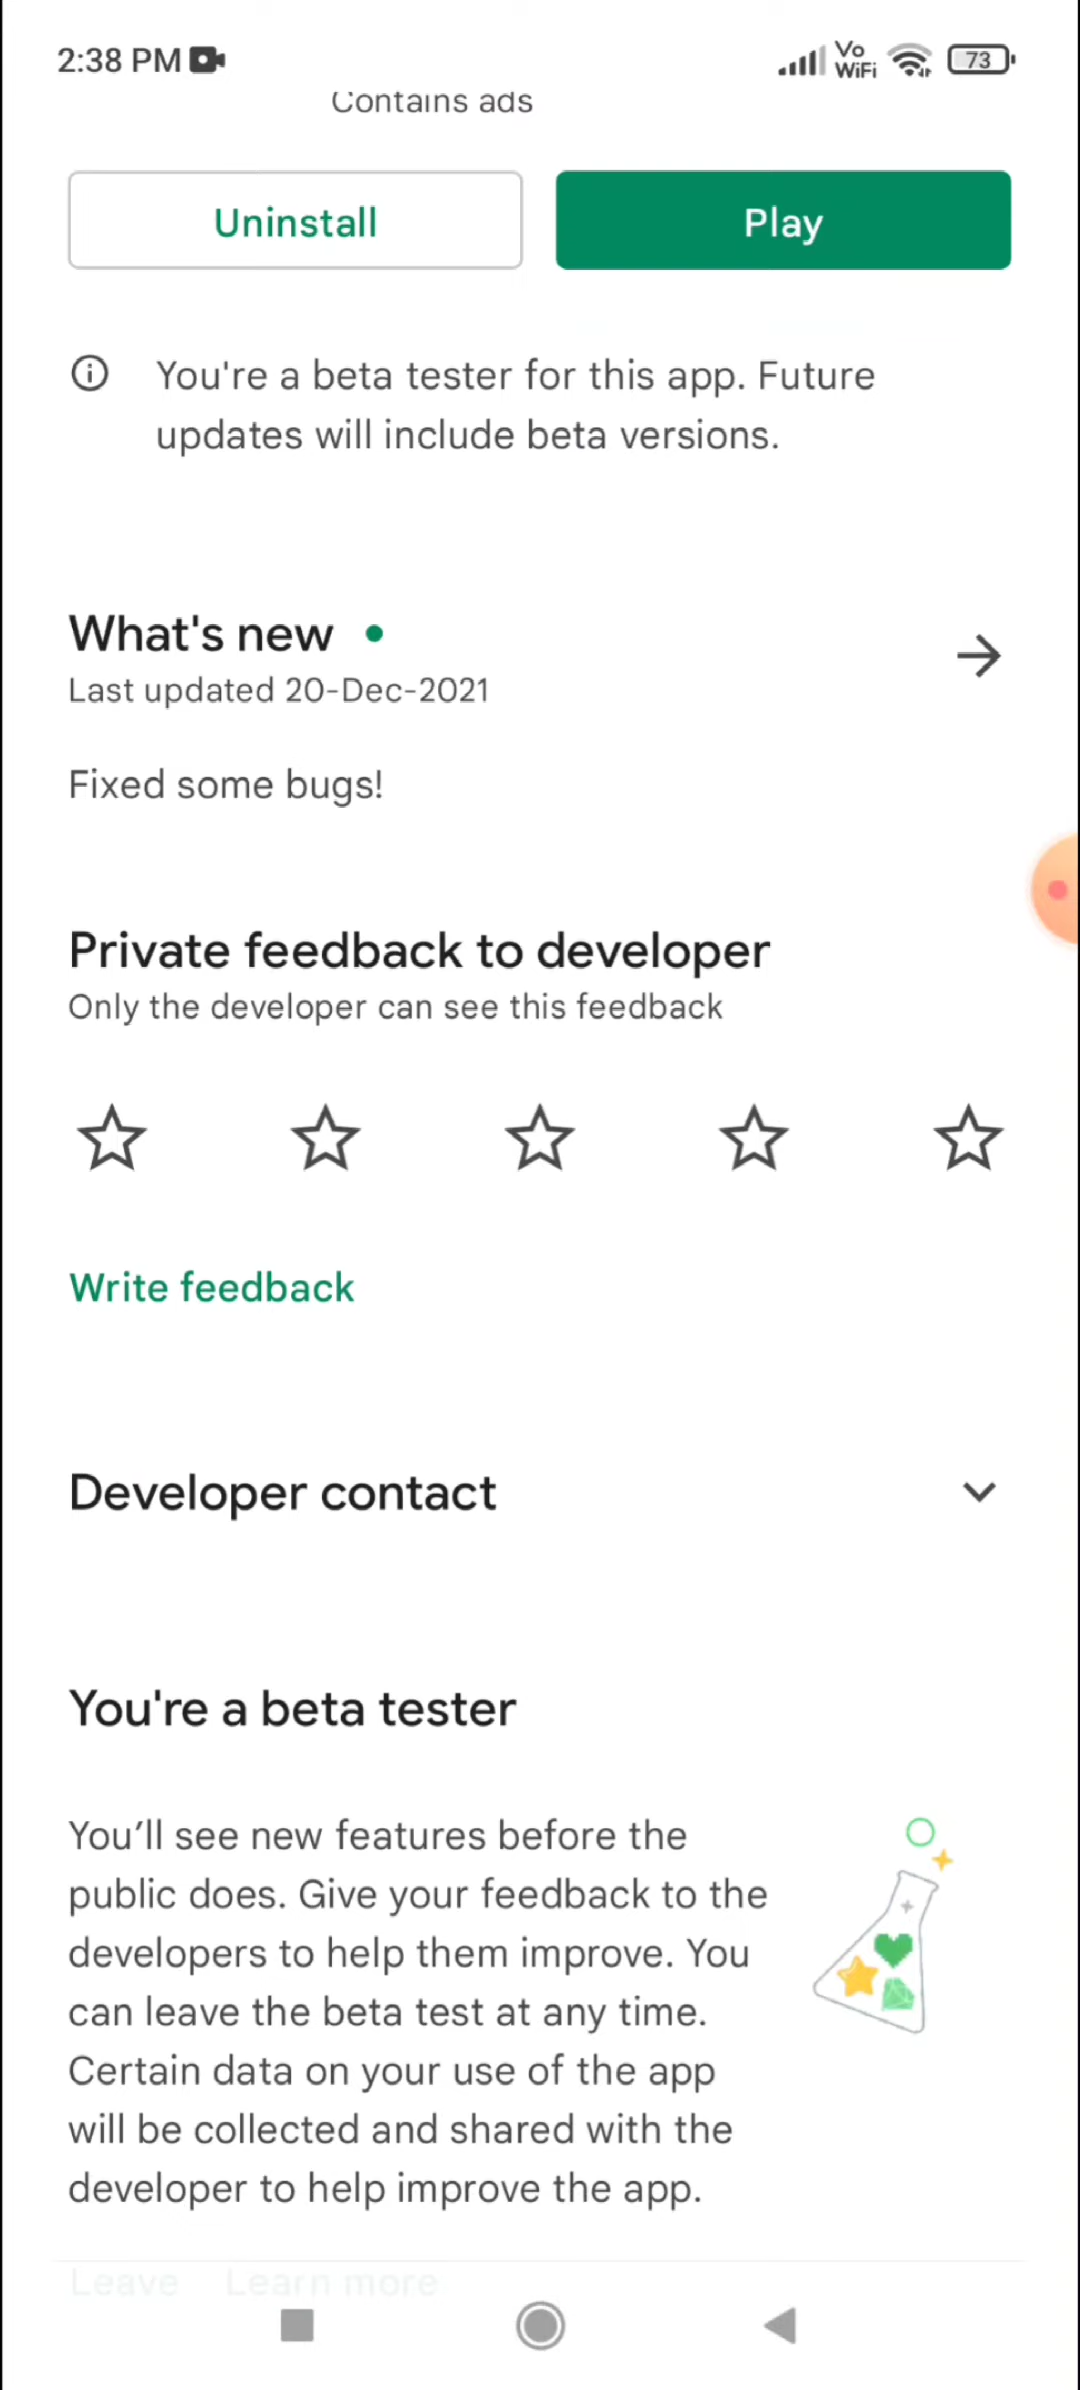 2:38 PM
Vo
WiFi
73
Contains ads
Uninstall
Play
You're a beta tester for this app. Future
updates will include beta versions.
What's new
Last updated 20-Dec-2021
Fixed some bugs!
Private feedback to developer
Only the developer can see this feedback
Write feedback
Developer contact
You're a beta tester
You’ll see new features before the
public does. Give your feedback to the
developers to help them improve. You
can leave the beta test at any time.
Certain data on your use of the app
will be collected and shared with the
developer to help improve the app.
Leave
Learn more